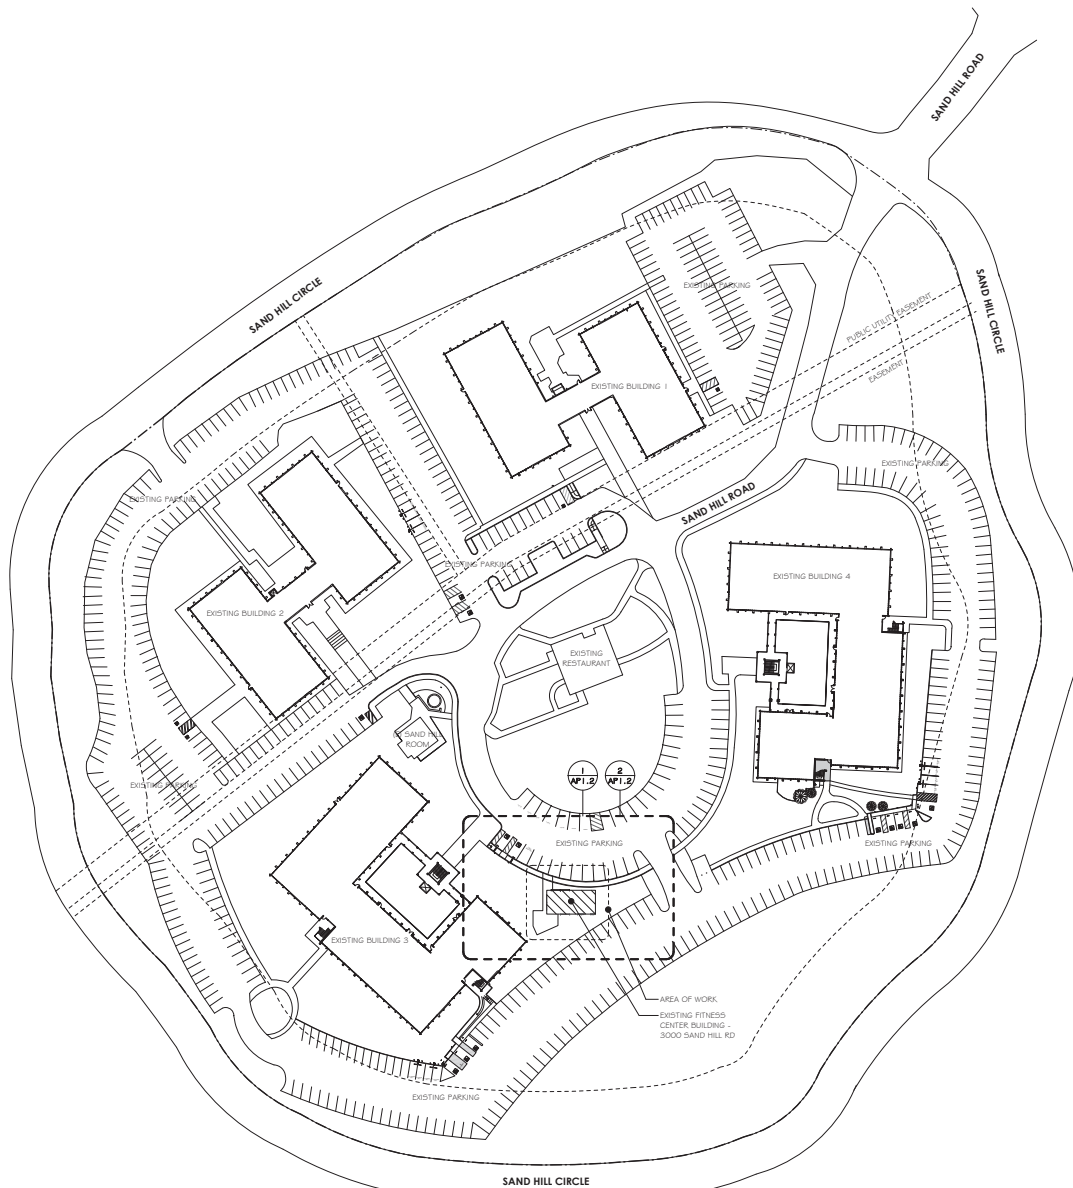 SAND HILL ROAD
SAND HILL CIRCLE
SAND HILL CIRCLE
EXISTING PARKING
PUBLIC UTILITY EASEMENT
EASEMENT
EXISTING BUILDING 1
EXISTING PARKING
EXISTING PARKING
SAND HILL ROAD
EXISTING PARKING
EXISTING BUILDING 4
EXISTING BUILDING 2
EXISTING
RESTAURANT
SAND HILL
ROOM
1
AP1.2
2
AP1.2
EXISTING PARKING
EXISTING PARKING
EXISTING PARKING
EXISTING BUILDING 3
AREA OF WORK
EXISTING FITNESS
CENTER BUILDING -
3000 SAND HILL RD
EXISTING PARKING
SAND HILL CIRCLE